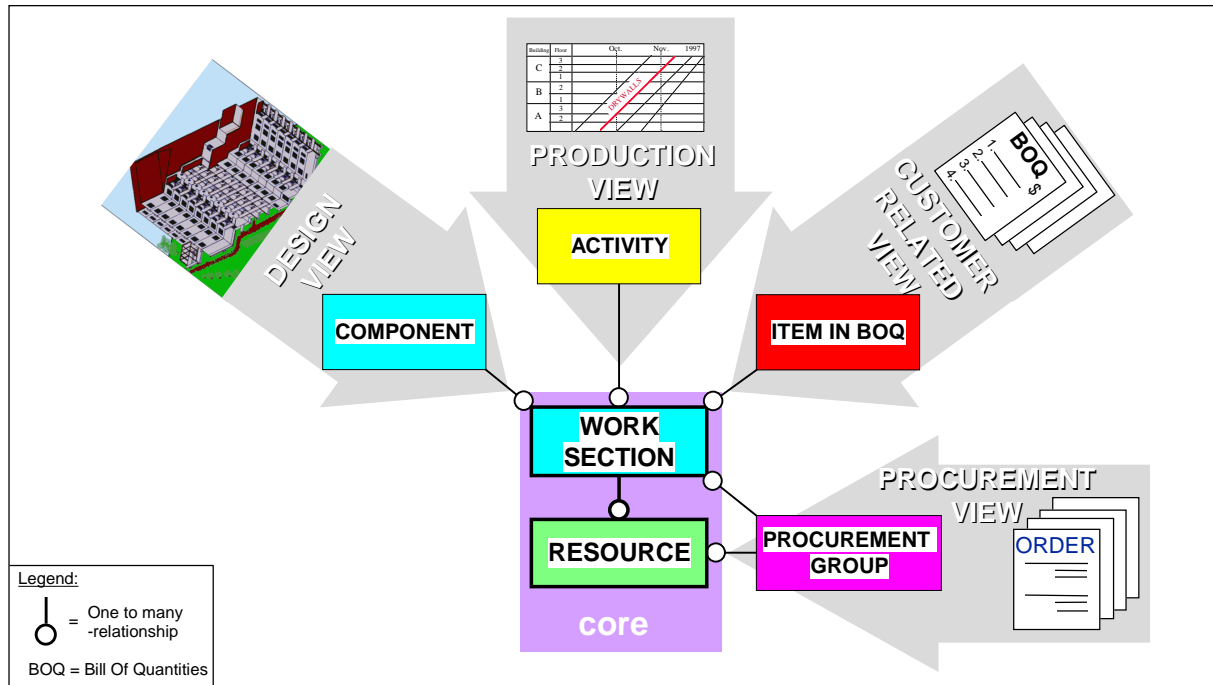 Building Floor Oct. Nov. 1997
C
3
2
1
B
2
1
A
3
2
DRYWALLS
PRODUCTION
VIEW
DESIGN
VIEW
BOQ
1.
2.
3.
4.
$
CUSTOMER
RELATED
VIEW
ACTIVITY
COMPONENT
ITEM IN BOQ
WORK
SECTION
RESOURCE
core
PROCUREMENT
VIEW
PROCUREMENT
GROUP
ORDER
Legend:
= One to many
-relationship
BOQ = Bill Of Quantities